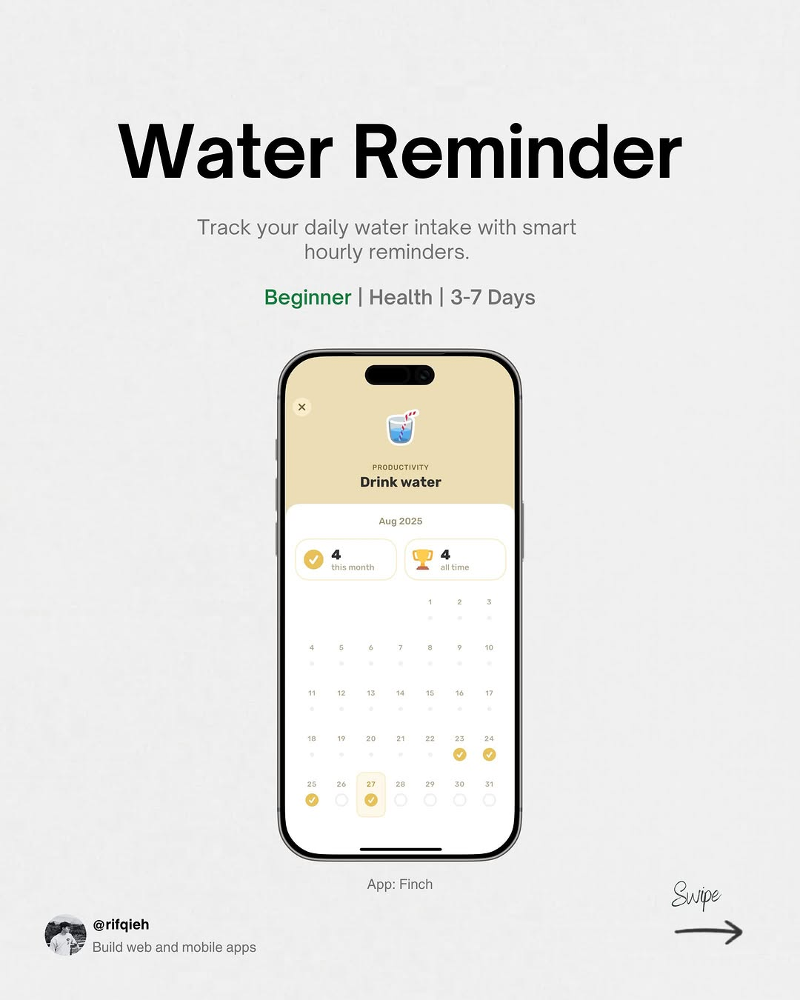 Water Reminder
Track your daily water intake with smart
hourly reminders.
Beginner | Health | 3-7 Days
PRODUCTIVITY
Drink water
Aug 2025
4
this month
4
all time
1 2 3
4 5 6 7 8 9 10
11 12 13 14 15 16 17
18 19 20 21 22 23 24
25 26 27 28 29 30 31
App: Finch
Swipe
@rifqieh
Build web and mobile apps